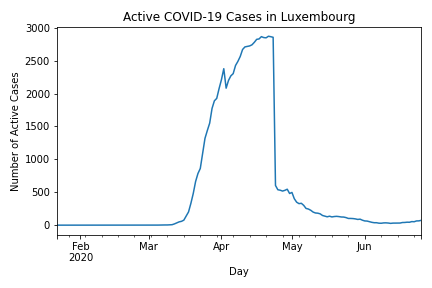 Active COVID-19 Cases in Luxembourg
3000
2500
2000
1500
1000
500
0
Number of Active Cases
Feb Mar Apr May Jun
2020
Day